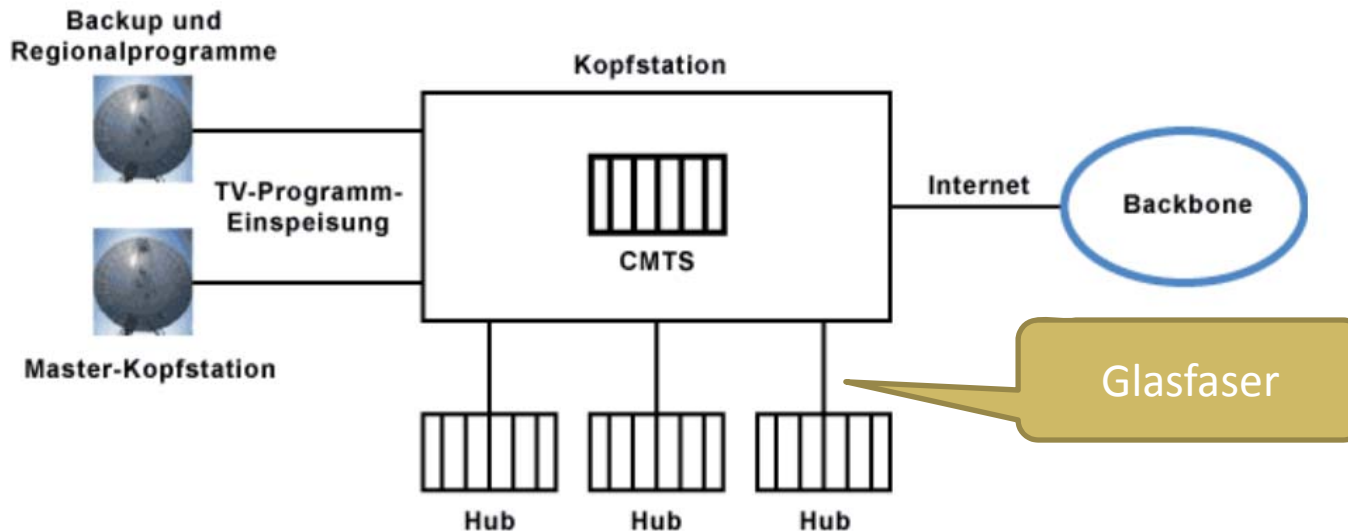 Backup und
Regionalprogramme
Kopfstation
TV-Programm-
Einspeisung
CMTS
Internet
Backbone
Master-Kopfstation
Glasfaser
Hub
Hub
Hub